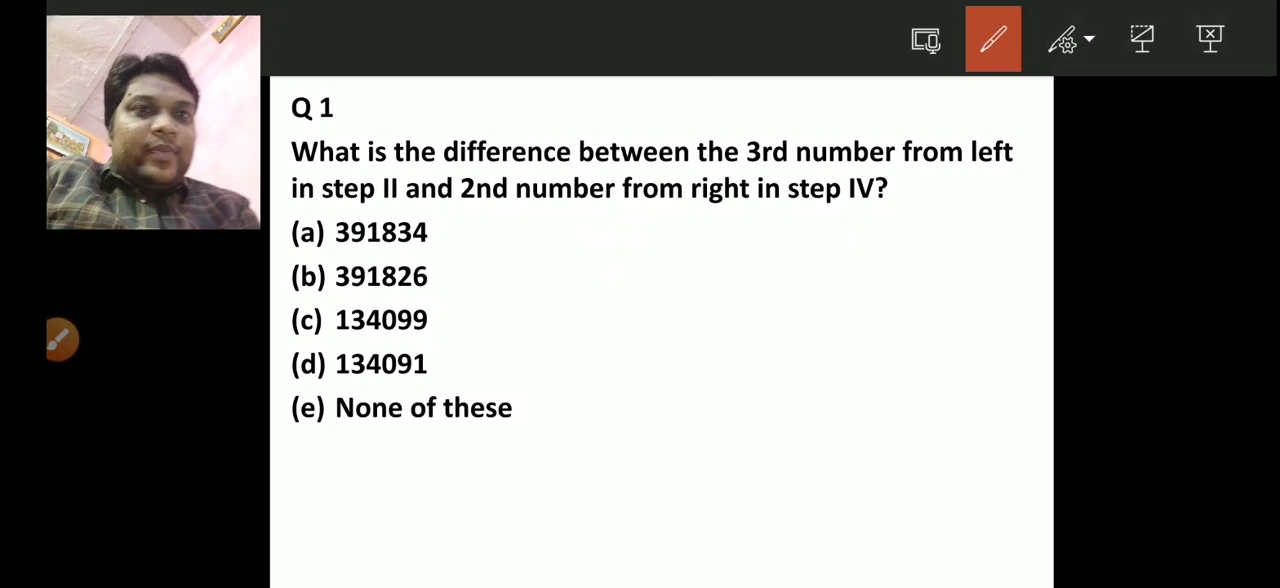 Q 1
What is the difference between the 3rd number from left
in step II and 2nd number from right in step IV?
(a) 391834
(b) 391826
(c) 134099
(d) 134091
(e) None of these